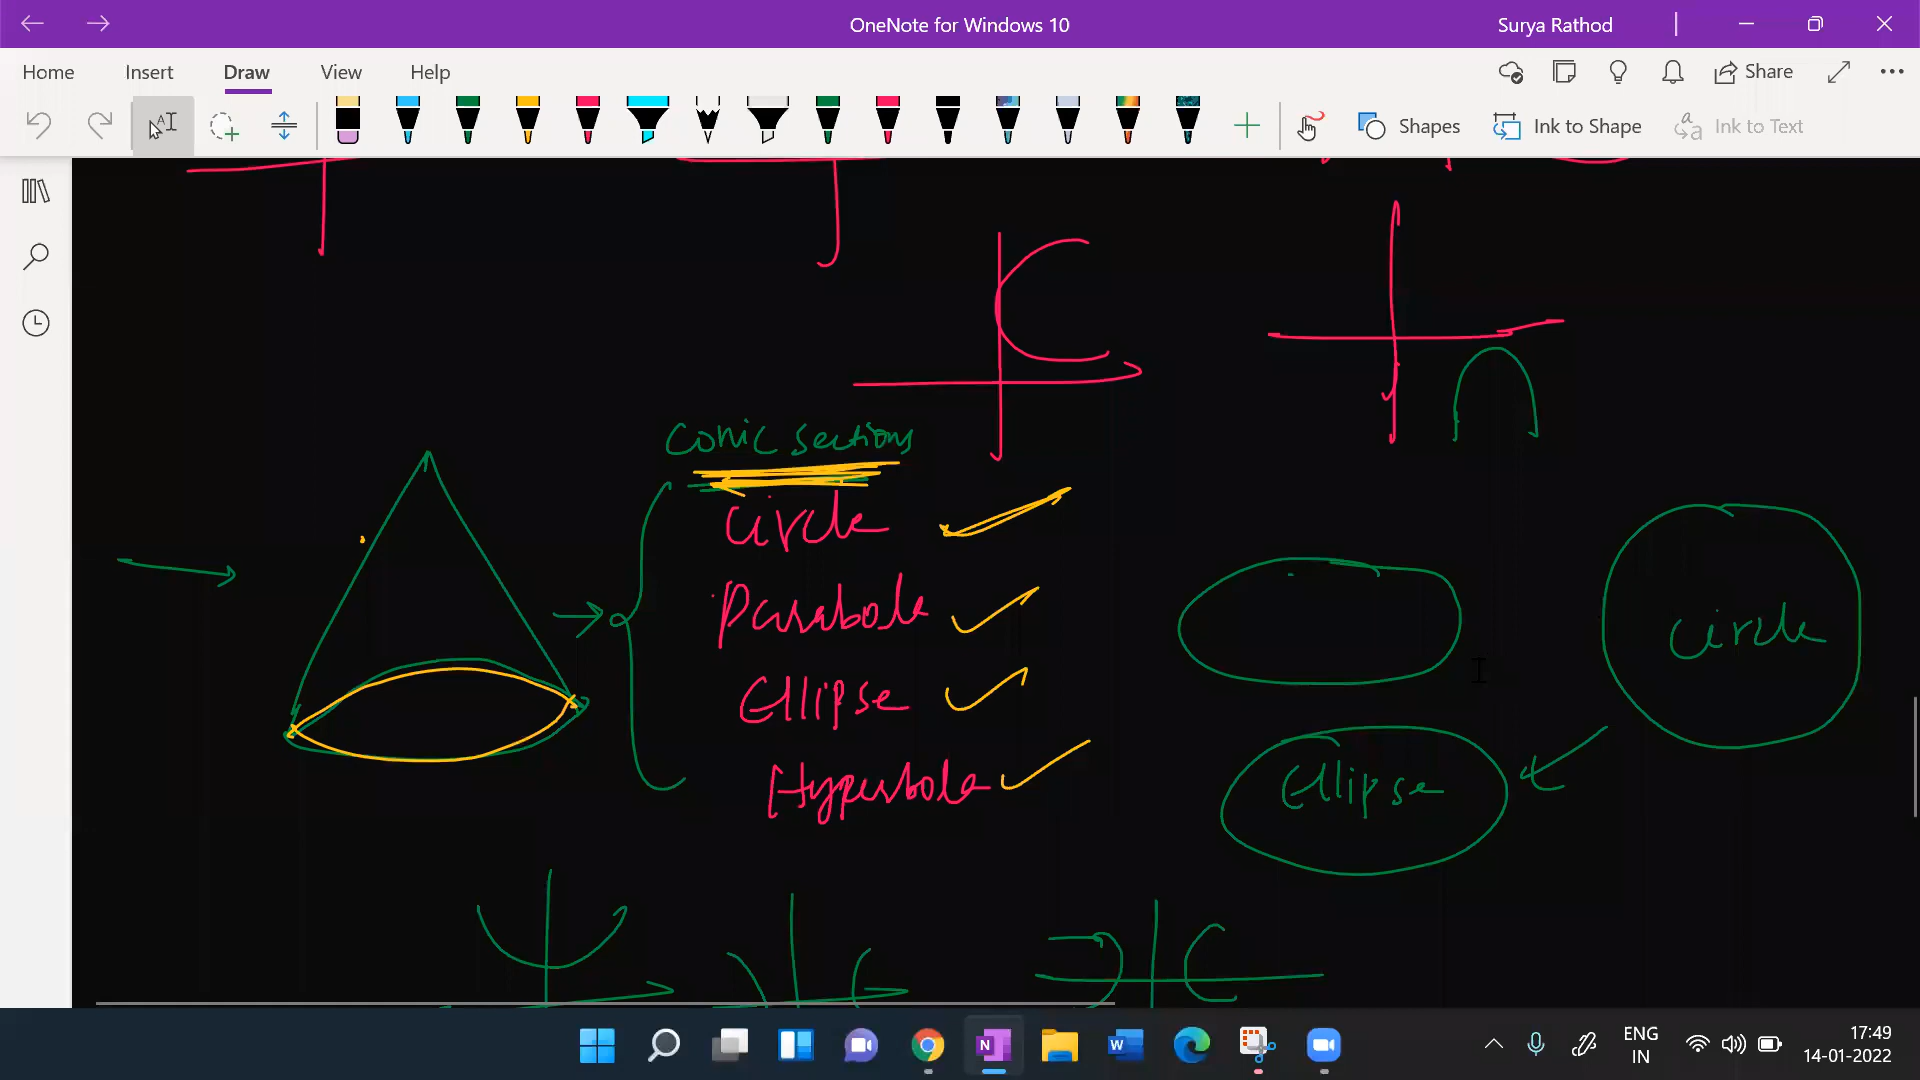 OneNote for Windows 10
Surya Rathod
Home Insert Draw View Help
Share
Shapes Ink to Shape Ink to Text
Conic Sections
Circle
Parabola
Ellipse
Hyperbola
Circle
Ellipse
ENG
IN
17:49
14-01-2022